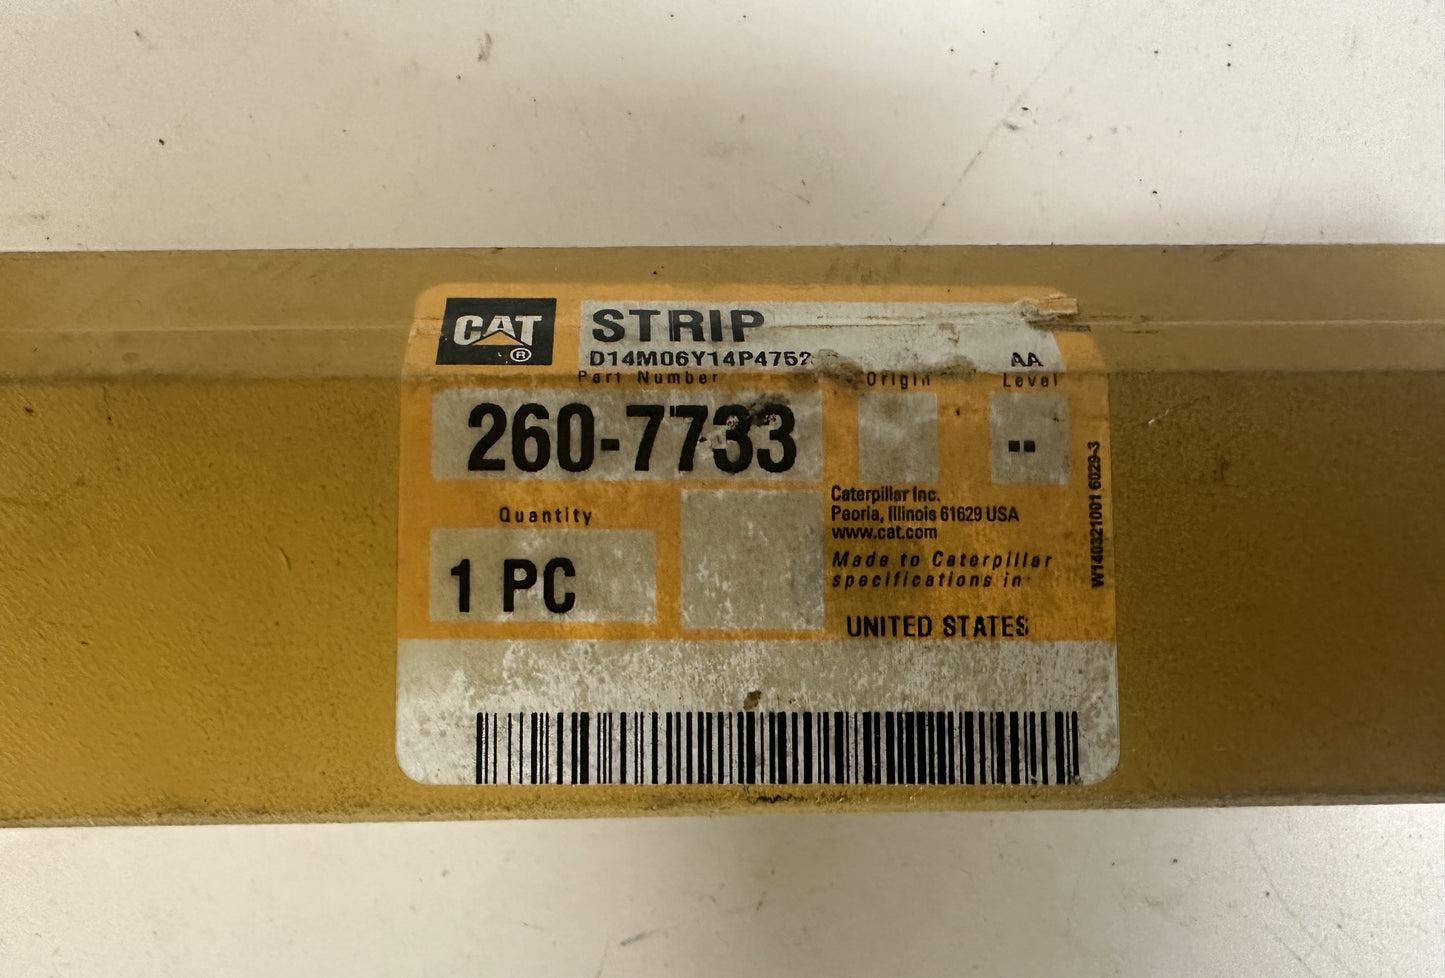 CAT®
STRIP
D14M06Y14P4752
AA
Part Number
Origin
Level
260-7733
--
Quantity
1 PC
Caterpillar Inc.
Peoria, Illinois 61629 USA
www.cat.com
Made to Caterpillar
specifications in:
UNITED STATES
W140321001 6029-3